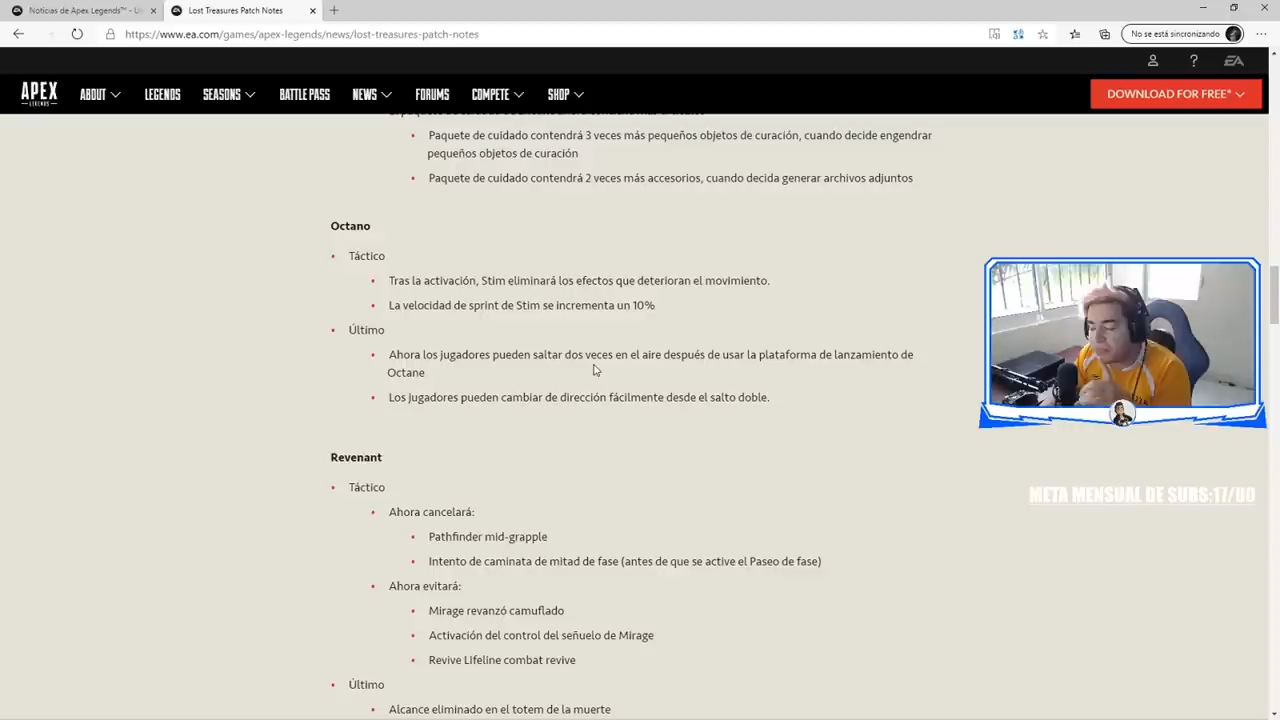 Noticias de Apex Legends™ - U
Lost Treasures Patch Notes
https://www.ea.com/games/apex-legends/news/lost-treasures-patch-notes
No se está sincronizando
EA
APEX
LEGENDS
ABOUT
LEGENDS
SEASONS
BATTLE PASS
NEWS
FORUMS
COMPETE
SHOP
DOWNLOAD FOR FREE*
Paquete de cuidado contendrá 3 veces más pequeños objetos de curación, cuando decide engendrar
pequeños objetos de curación
Paquete de cuidado contendrá 2 veces más accesorios, cuando decida generar archivos adjuntos
Octano
Táctico
Tras la activación, Stim eliminará los efectos que deterioran el movimiento.
La velocidad de sprint de Stim se incrementa un 10%
Último
Ahora los jugadores pueden saltar dos veces en el aire después de usar la plataforma de lanzamiento de
Octane
Los jugadores pueden cambiar de dirección fácilmente desde el salto doble.
Revenant
Táctico
Ahora cancelará:
Pathfinder mid-grapple
Intento de caminata de mitad de fase (antes de que se active el Paseo de fase)
Ahora evitará:
Mirage revanzó camuflado
Activación del control del señuelo de Mirage
Revive Lifeline combat revive
Último
Alcance eliminado en el totem de la muerte
META MENSUAL DE SUBS:17/80